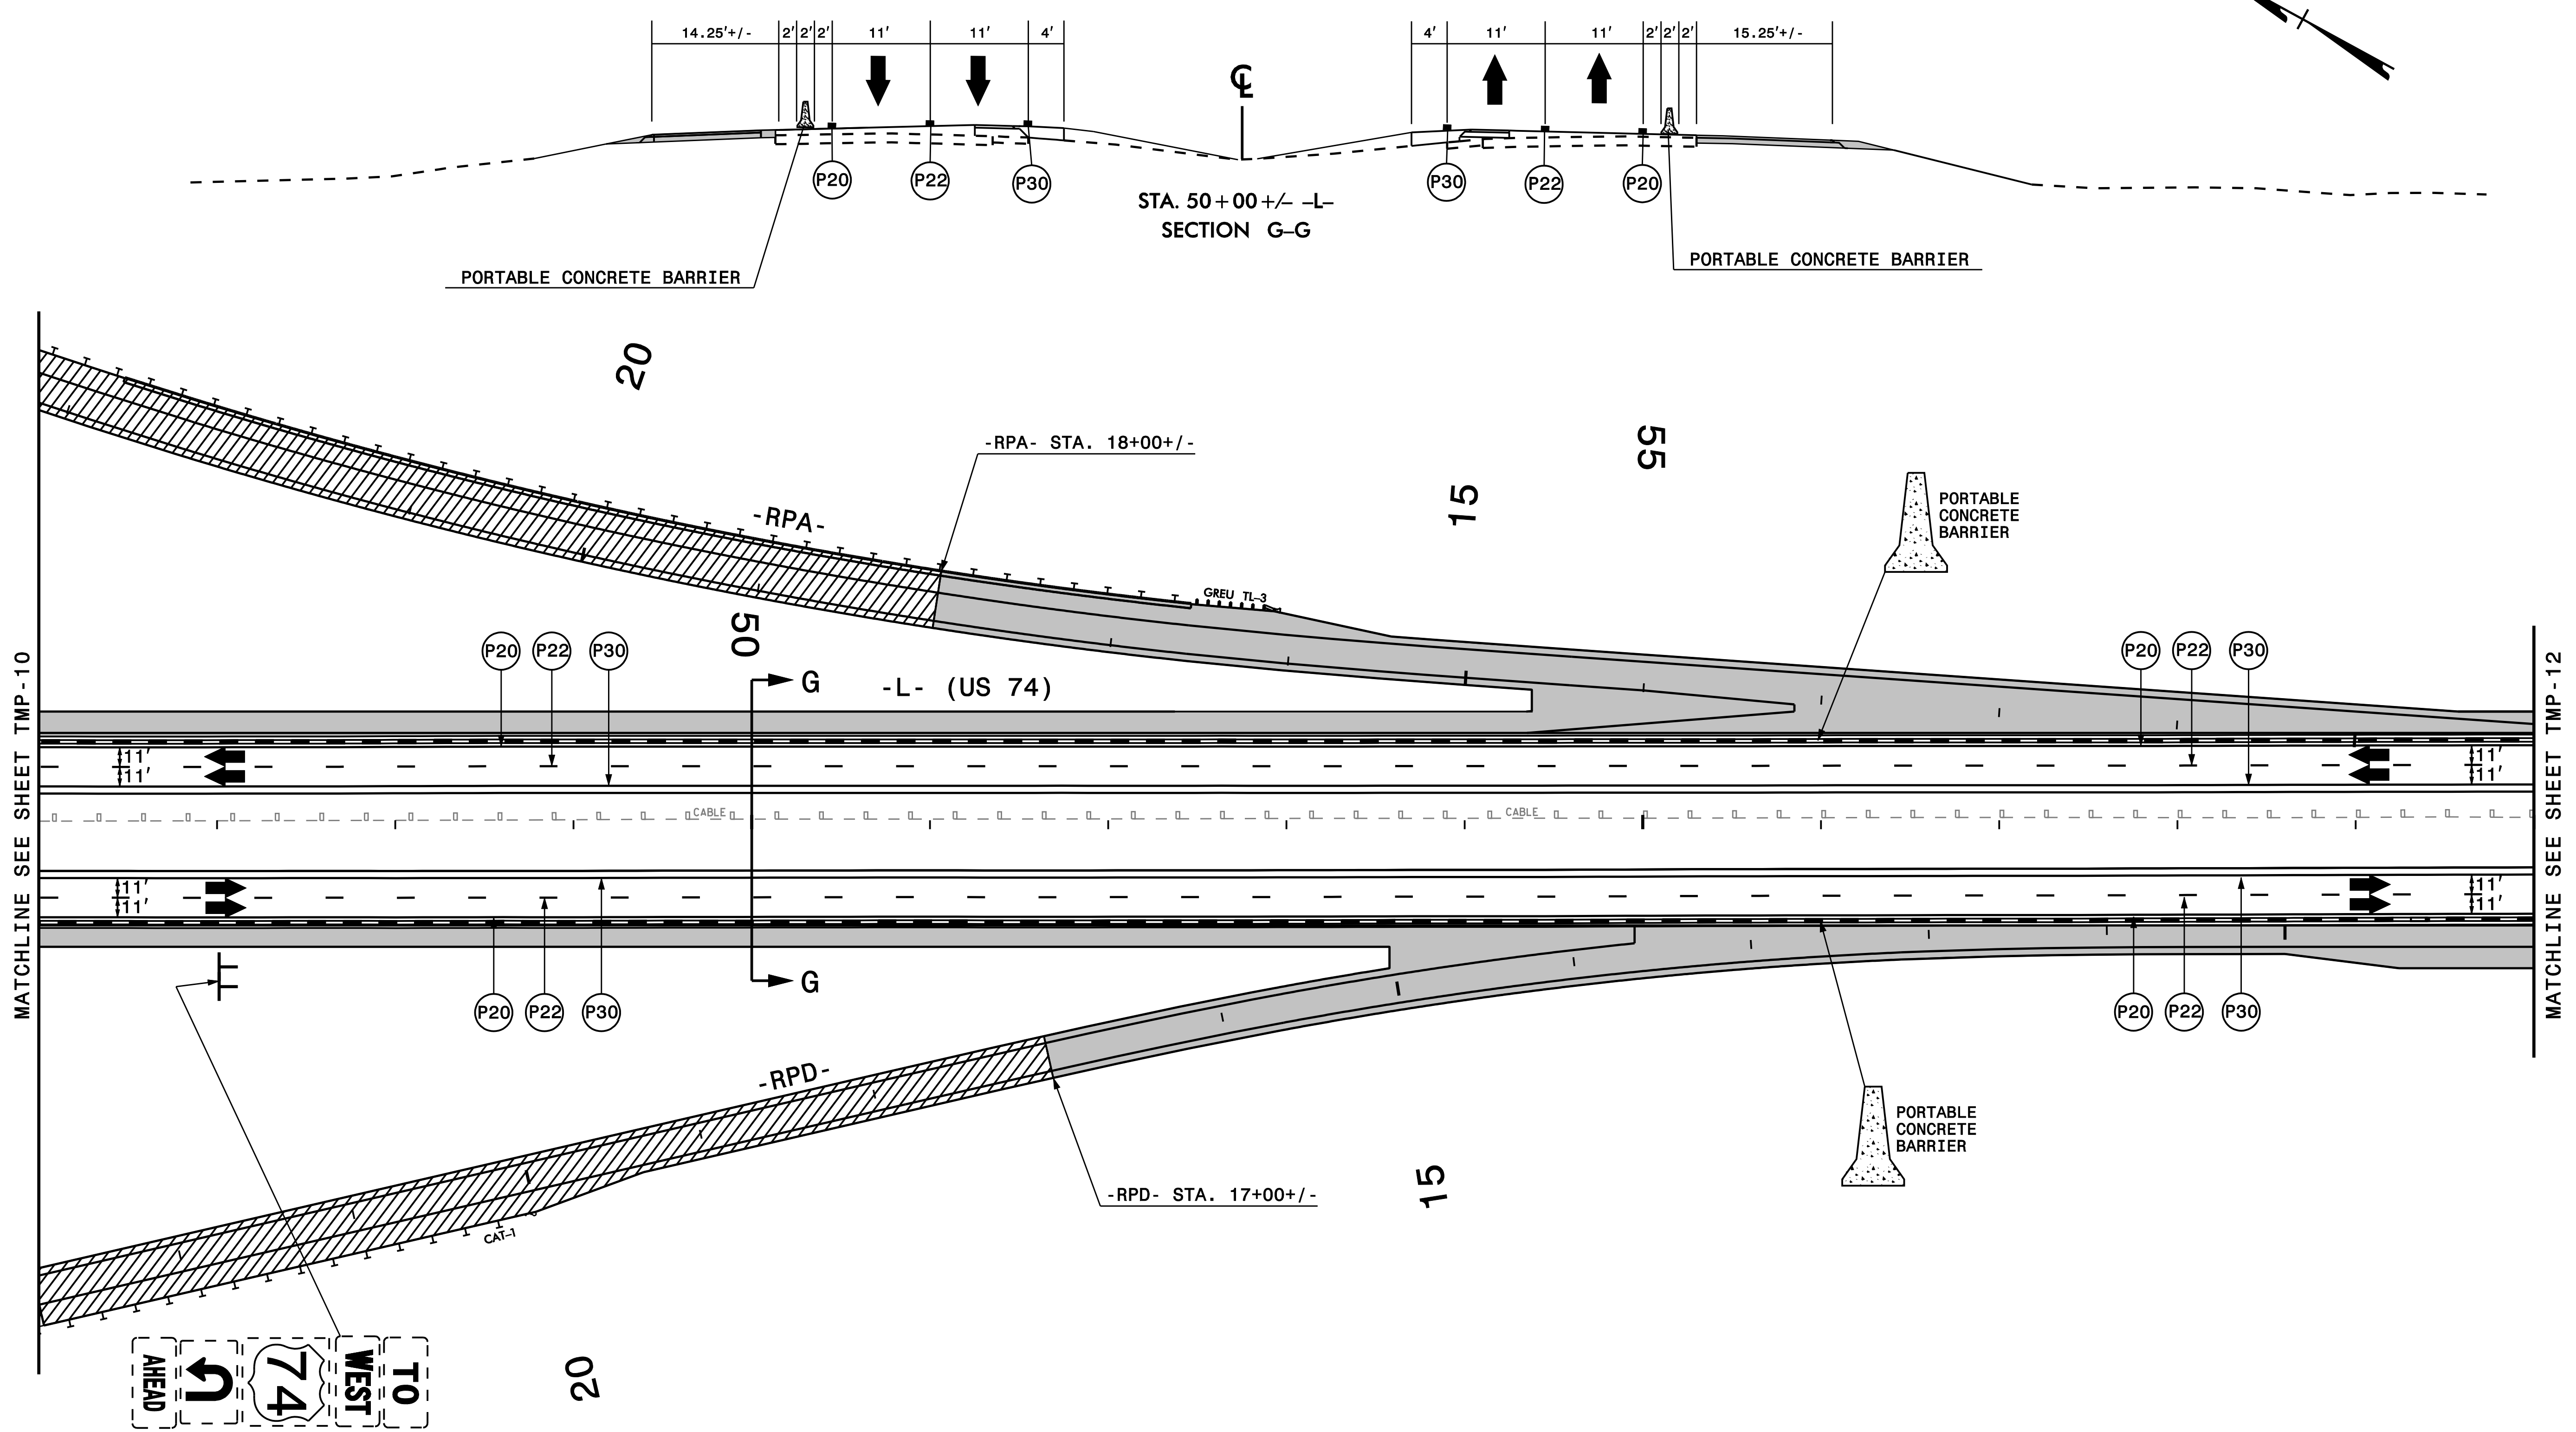 14.25'+/- 2' 2' 2' 11' 11' 4'
4' 11' 11' 2' 2' 2' 15.25'+/-
℄
P20 P22 P30
P30 P22 P20
STA. 50+00 +/– –L–
SECTION G–G
PORTABLE CONCRETE BARRIER
PORTABLE CONCRETE BARRIER
20
-RPA- STA. 18+00+/-
55
15
PORTABLE
CONCRETE
BARRIER
-RPA-
GREU TL–3
50
P20 P22 P30
P20 P22 P30
G
-L- (US 74)
MATCHLINE SEE SHEET TMP-10
MATCHLINE SEE SHEET TMP-12
11'
11'
11'
11'
CABLE
CABLE
11'
11'
11'
11'
G
P20 P22 P30
P20 P22 P30
-RPD-
PORTABLE
CONCRETE
BARRIER
-RPD- STA. 17+00+/-
15
CAT–1
20
TO
WEST
74
AHEAD